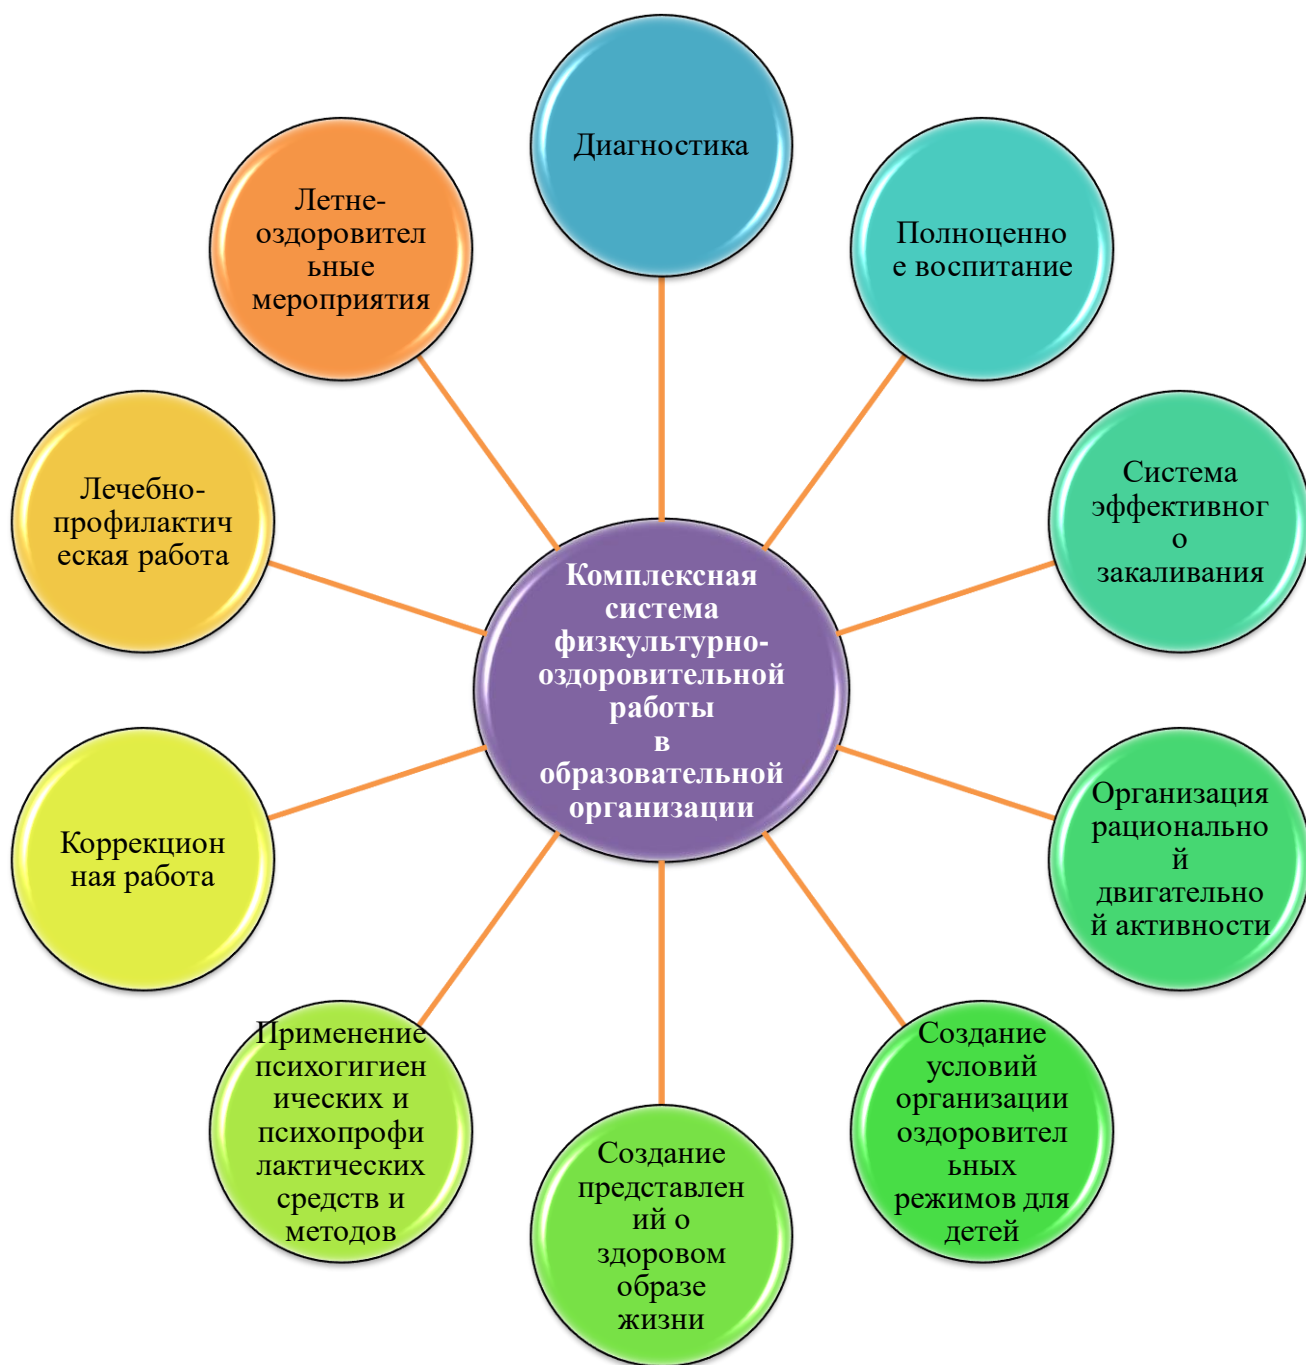 Диагностика
Полноценно
е воспитание
Система
эффективног
о
закаливания
Организация
рационально
й
двигательно
й активности
Создание
условий
организации
оздоровител
ьных
режимов для
детей
Создание
представлен
ий о
здоровом
образе
жизни
Применение
психогигиен
ических и
психопрофи
лактических
средств и
методов
Коррекцион
ная работа
Лечебно-
профилактич
еская работа
Летне-
оздоровител
ьные
мероприятия
Комплексная
система
физкультурно-
оздоровительной
работы
в
образовательной
организации